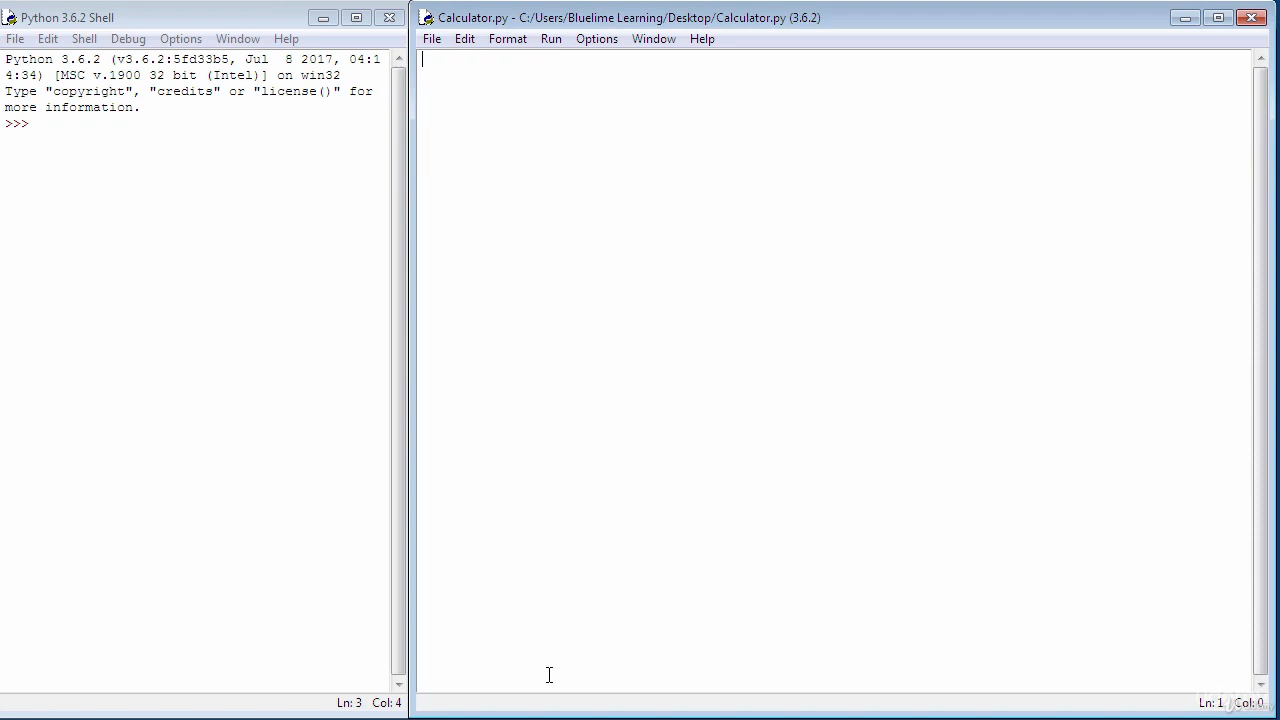 Python 3.6.2 Shell
File Edit Shell Debug Options Window Help
Python 3.6.2 (v3.6.2:5fd33b5, Jul  8 2017, 04:1
4:34) [MSC v.1900 32 bit (Intel)] on win32
Type "copyright", "credits" or "license()" for
more information.
>>>
Ln: 3 Col: 4
Calculator.py - C:/Users/Bluelime Learning/Desktop/Calculator.py (3.6.2)
File Edit Format Run Options Window Help
Ln: 1 Col: 0